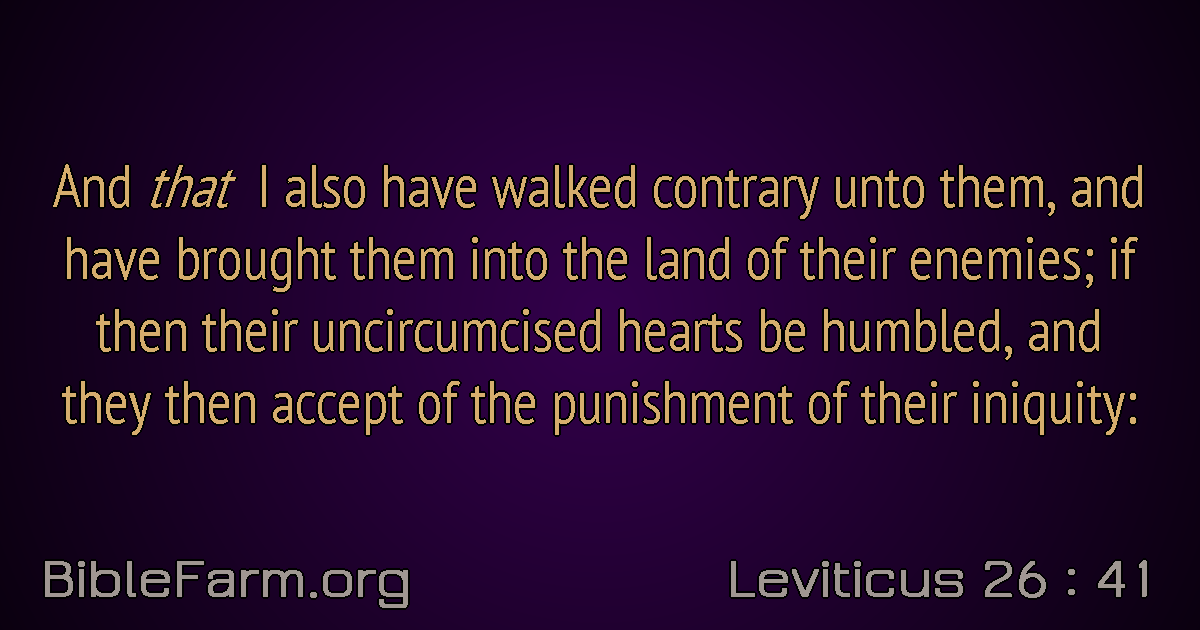 And that I also have walked contrary unto them, and
have brought them into the land of their enemies; if
then their uncircumcised hearts be humbled, and
they then accept of the punishment of their iniquity:
BibleFarm.org
Leviticus 26 : 41